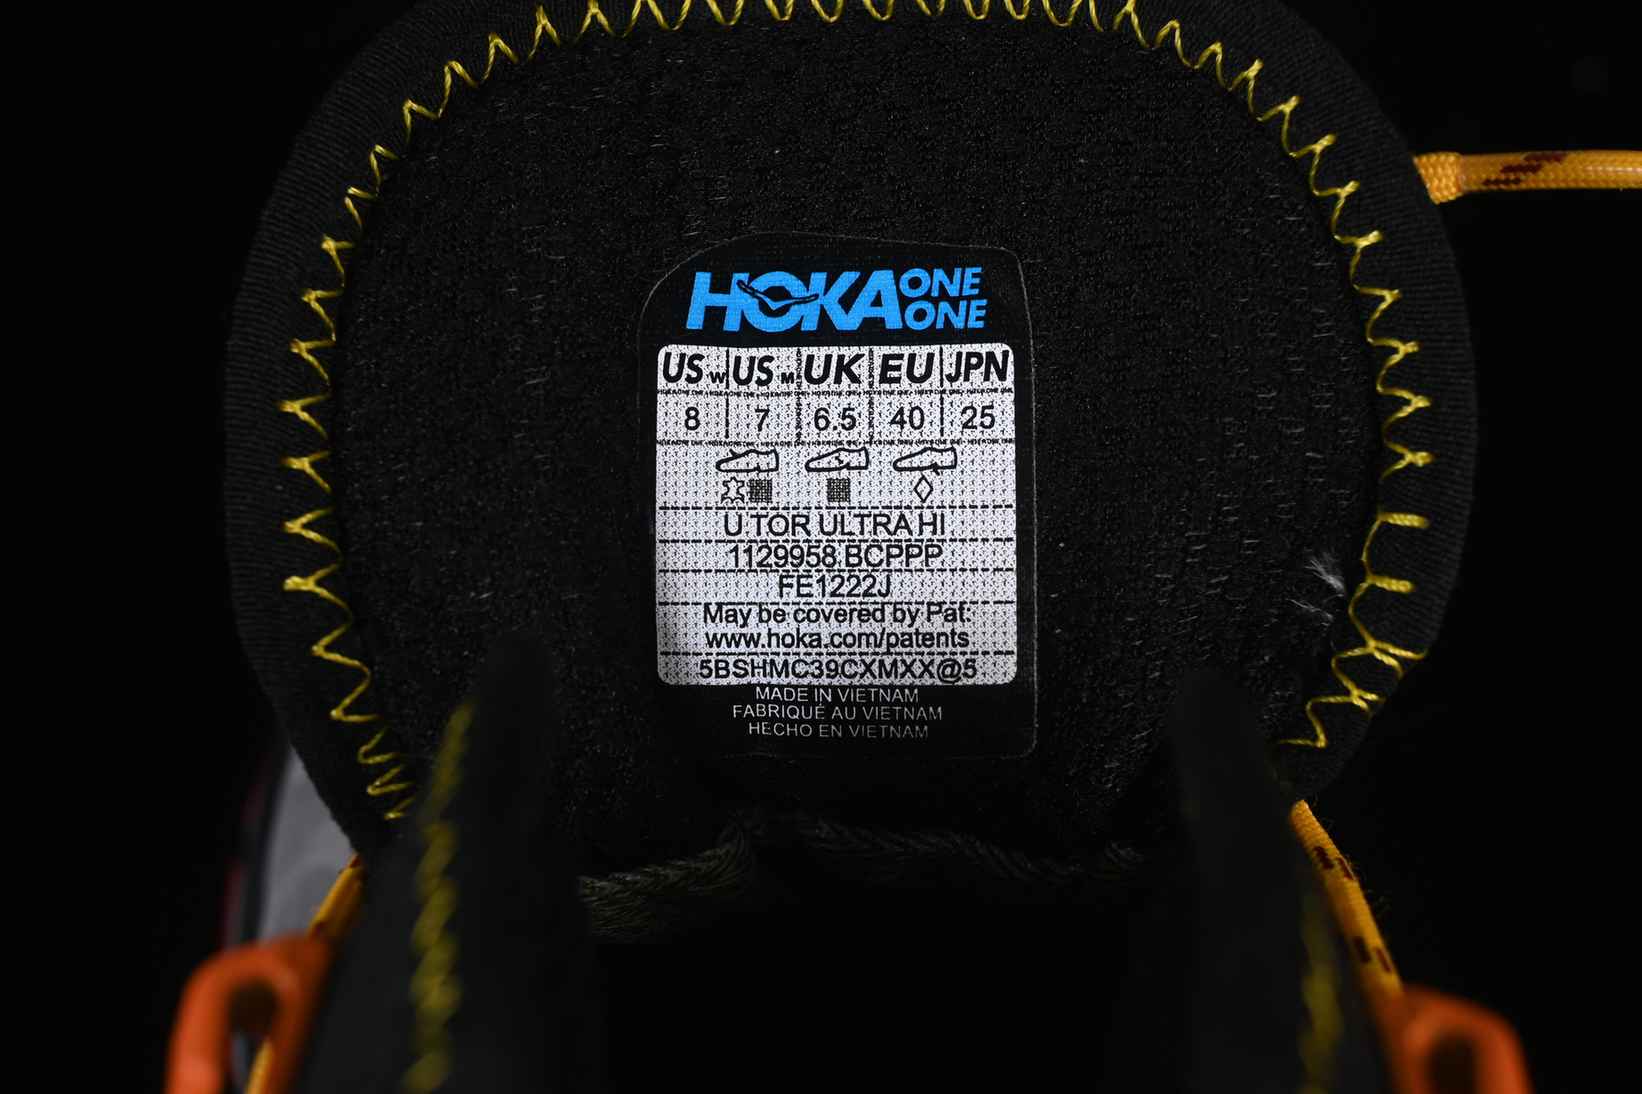 HOKA ONE ONE
US W US M UK EU JPN
8 7 6.5 40 25
U TOR ULTRA HI
1129958 BCPPP
FE1222J
May be covered by Pat:
www.hoka.com/patents
5BSHMC39CXMXX@5
MADE IN VIETNAM
FABRIQUÉ AU VIETNAM
HECHO EN VIETNAM